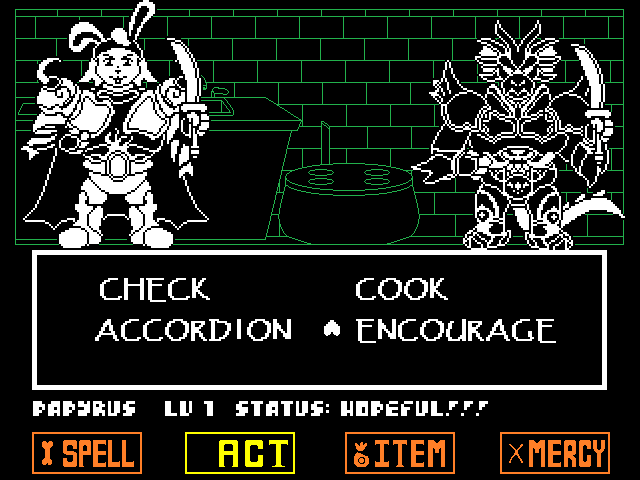 CHECK COOK
ACCORDION ENCOURAGE
PAPYRUS LV 1 STATUS: HOPEFUL!!!
SPELL ACT ITEM MERCY